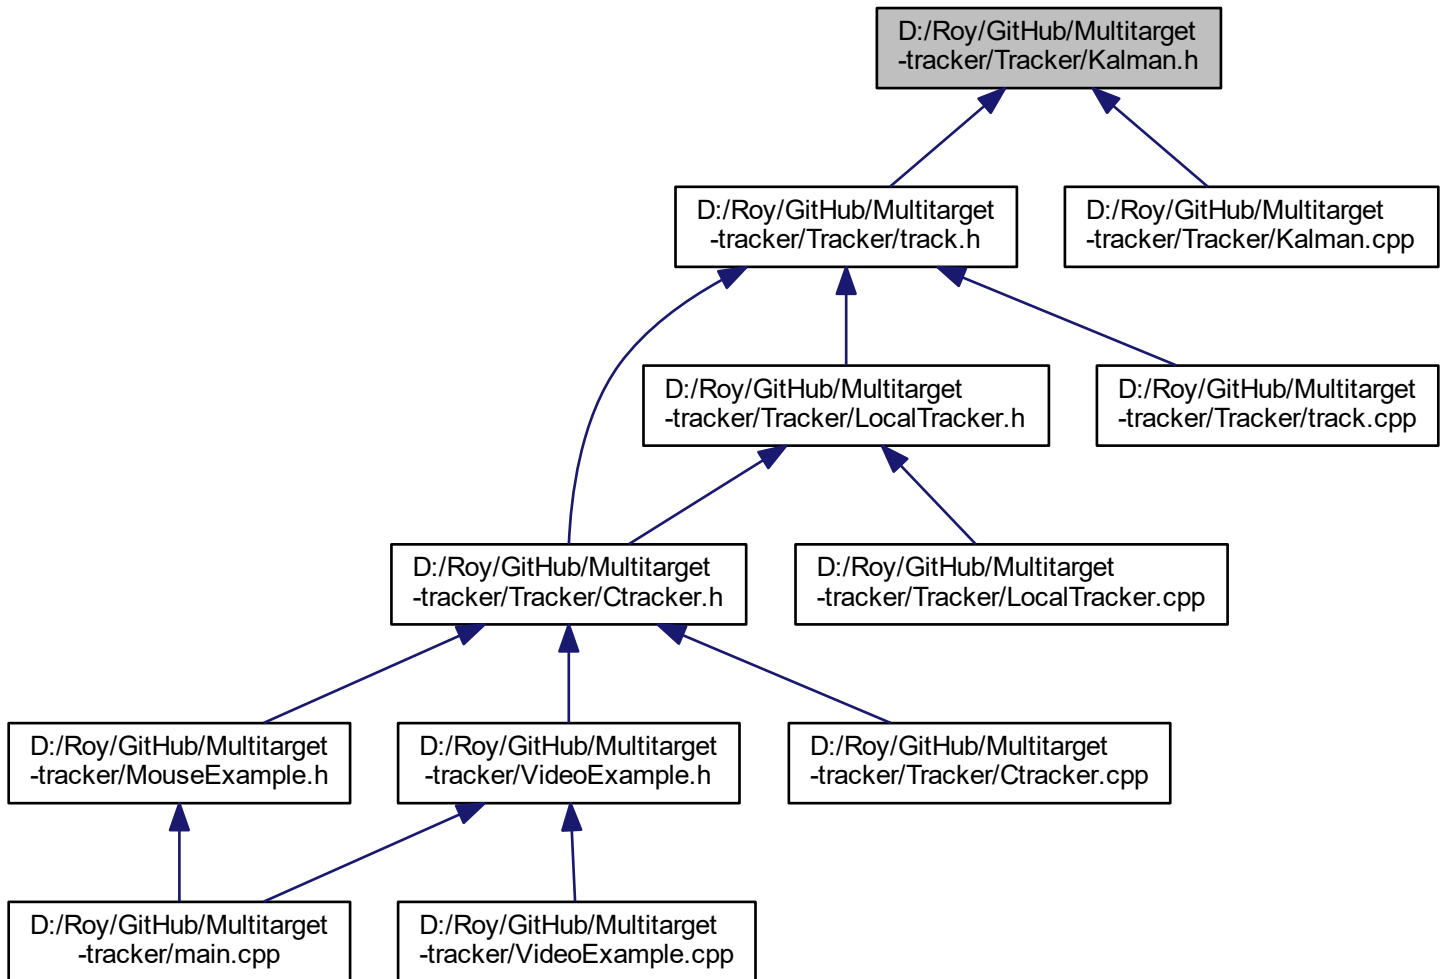 D:/Roy/GitHub/Multitarget
-tracker/Tracker/Kalman.h
D:/Roy/GitHub/Multitarget
-tracker/Tracker/track.h
D:/Roy/GitHub/Multitarget
-tracker/Tracker/Kalman.cpp
D:/Roy/GitHub/Multitarget
-tracker/Tracker/LocalTracker.h
D:/Roy/GitHub/Multitarget
-tracker/Tracker/track.cpp
D:/Roy/GitHub/Multitarget
-tracker/Tracker/Ctracker.h
D:/Roy/GitHub/Multitarget
-tracker/Tracker/LocalTracker.cpp
D:/Roy/GitHub/Multitarget
-tracker/MouseExample.h
D:/Roy/GitHub/Multitarget
-tracker/VideoExample.h
D:/Roy/GitHub/Multitarget
-tracker/Tracker/Ctracker.cpp
D:/Roy/GitHub/Multitarget
-tracker/main.cpp
D:/Roy/GitHub/Multitarget
-tracker/VideoExample.cpp